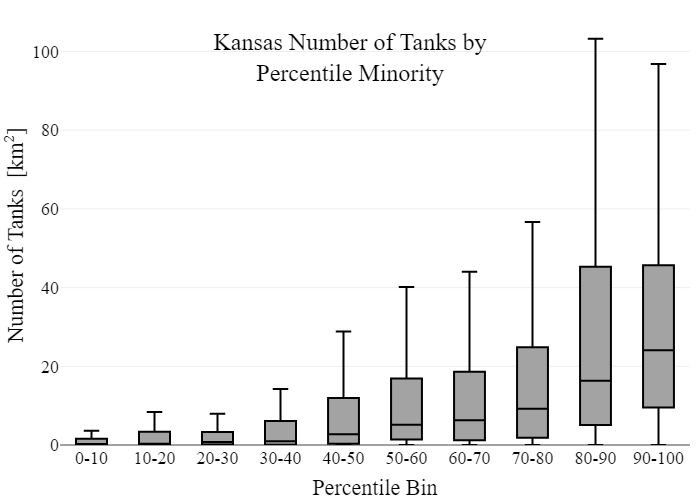 Kansas Number of Tanks by
Percentile Minority
Number of Tanks [km²]
100
80
60
40
20
0
0-10 10-20 20-30 30-40 40-50 50-60 60-70 70-80 80-90 90-100
Percentile Bin